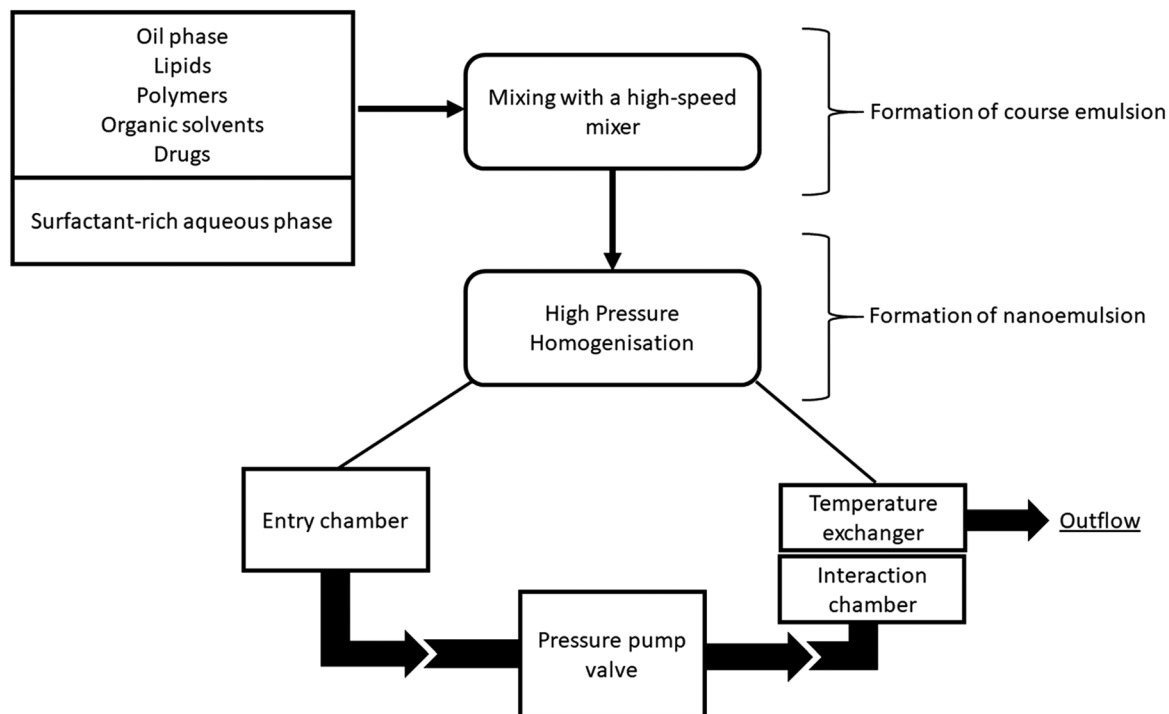 Oil phase
Lipids
Polymers
Organic solvents
Drugs
Surfactant-rich aqueous phase
Mixing with a high-speed
mixer
Formation of course emulsion
High Pressure
Homogenisation
Formation of nanoemulsion
Entry chamber
Pressure pump
valve
Temperature
exchanger
Interaction
chamber
Outflow